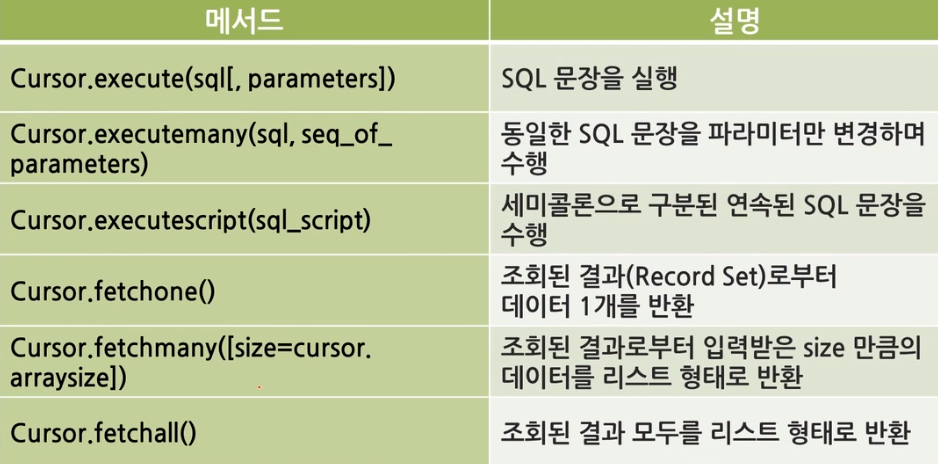 메서드 설명
Cursor.execute(sql[, parameters]) SQL 문장을 실행
Cursor.executemany(sql, seq_of_
parameters)
동일한 SQL 문장을 파라미터만 변경하며
수행
Cursor.executescript(sql_script)
세미콜론으로 구분된 연속된 SQL 문장을
수행
Cursor.fetchone()
조회된 결과(Record Set)로부터
데이터 1개를 반환
Cursor.fetchmany([size=cursor.
arraysize])
조회된 결과로부터 입력받은 size 만큼의
데이터를 리스트 형태로 반환
Cursor.fetchall() 조회된 결과 모두를 리스트 형태로 반환